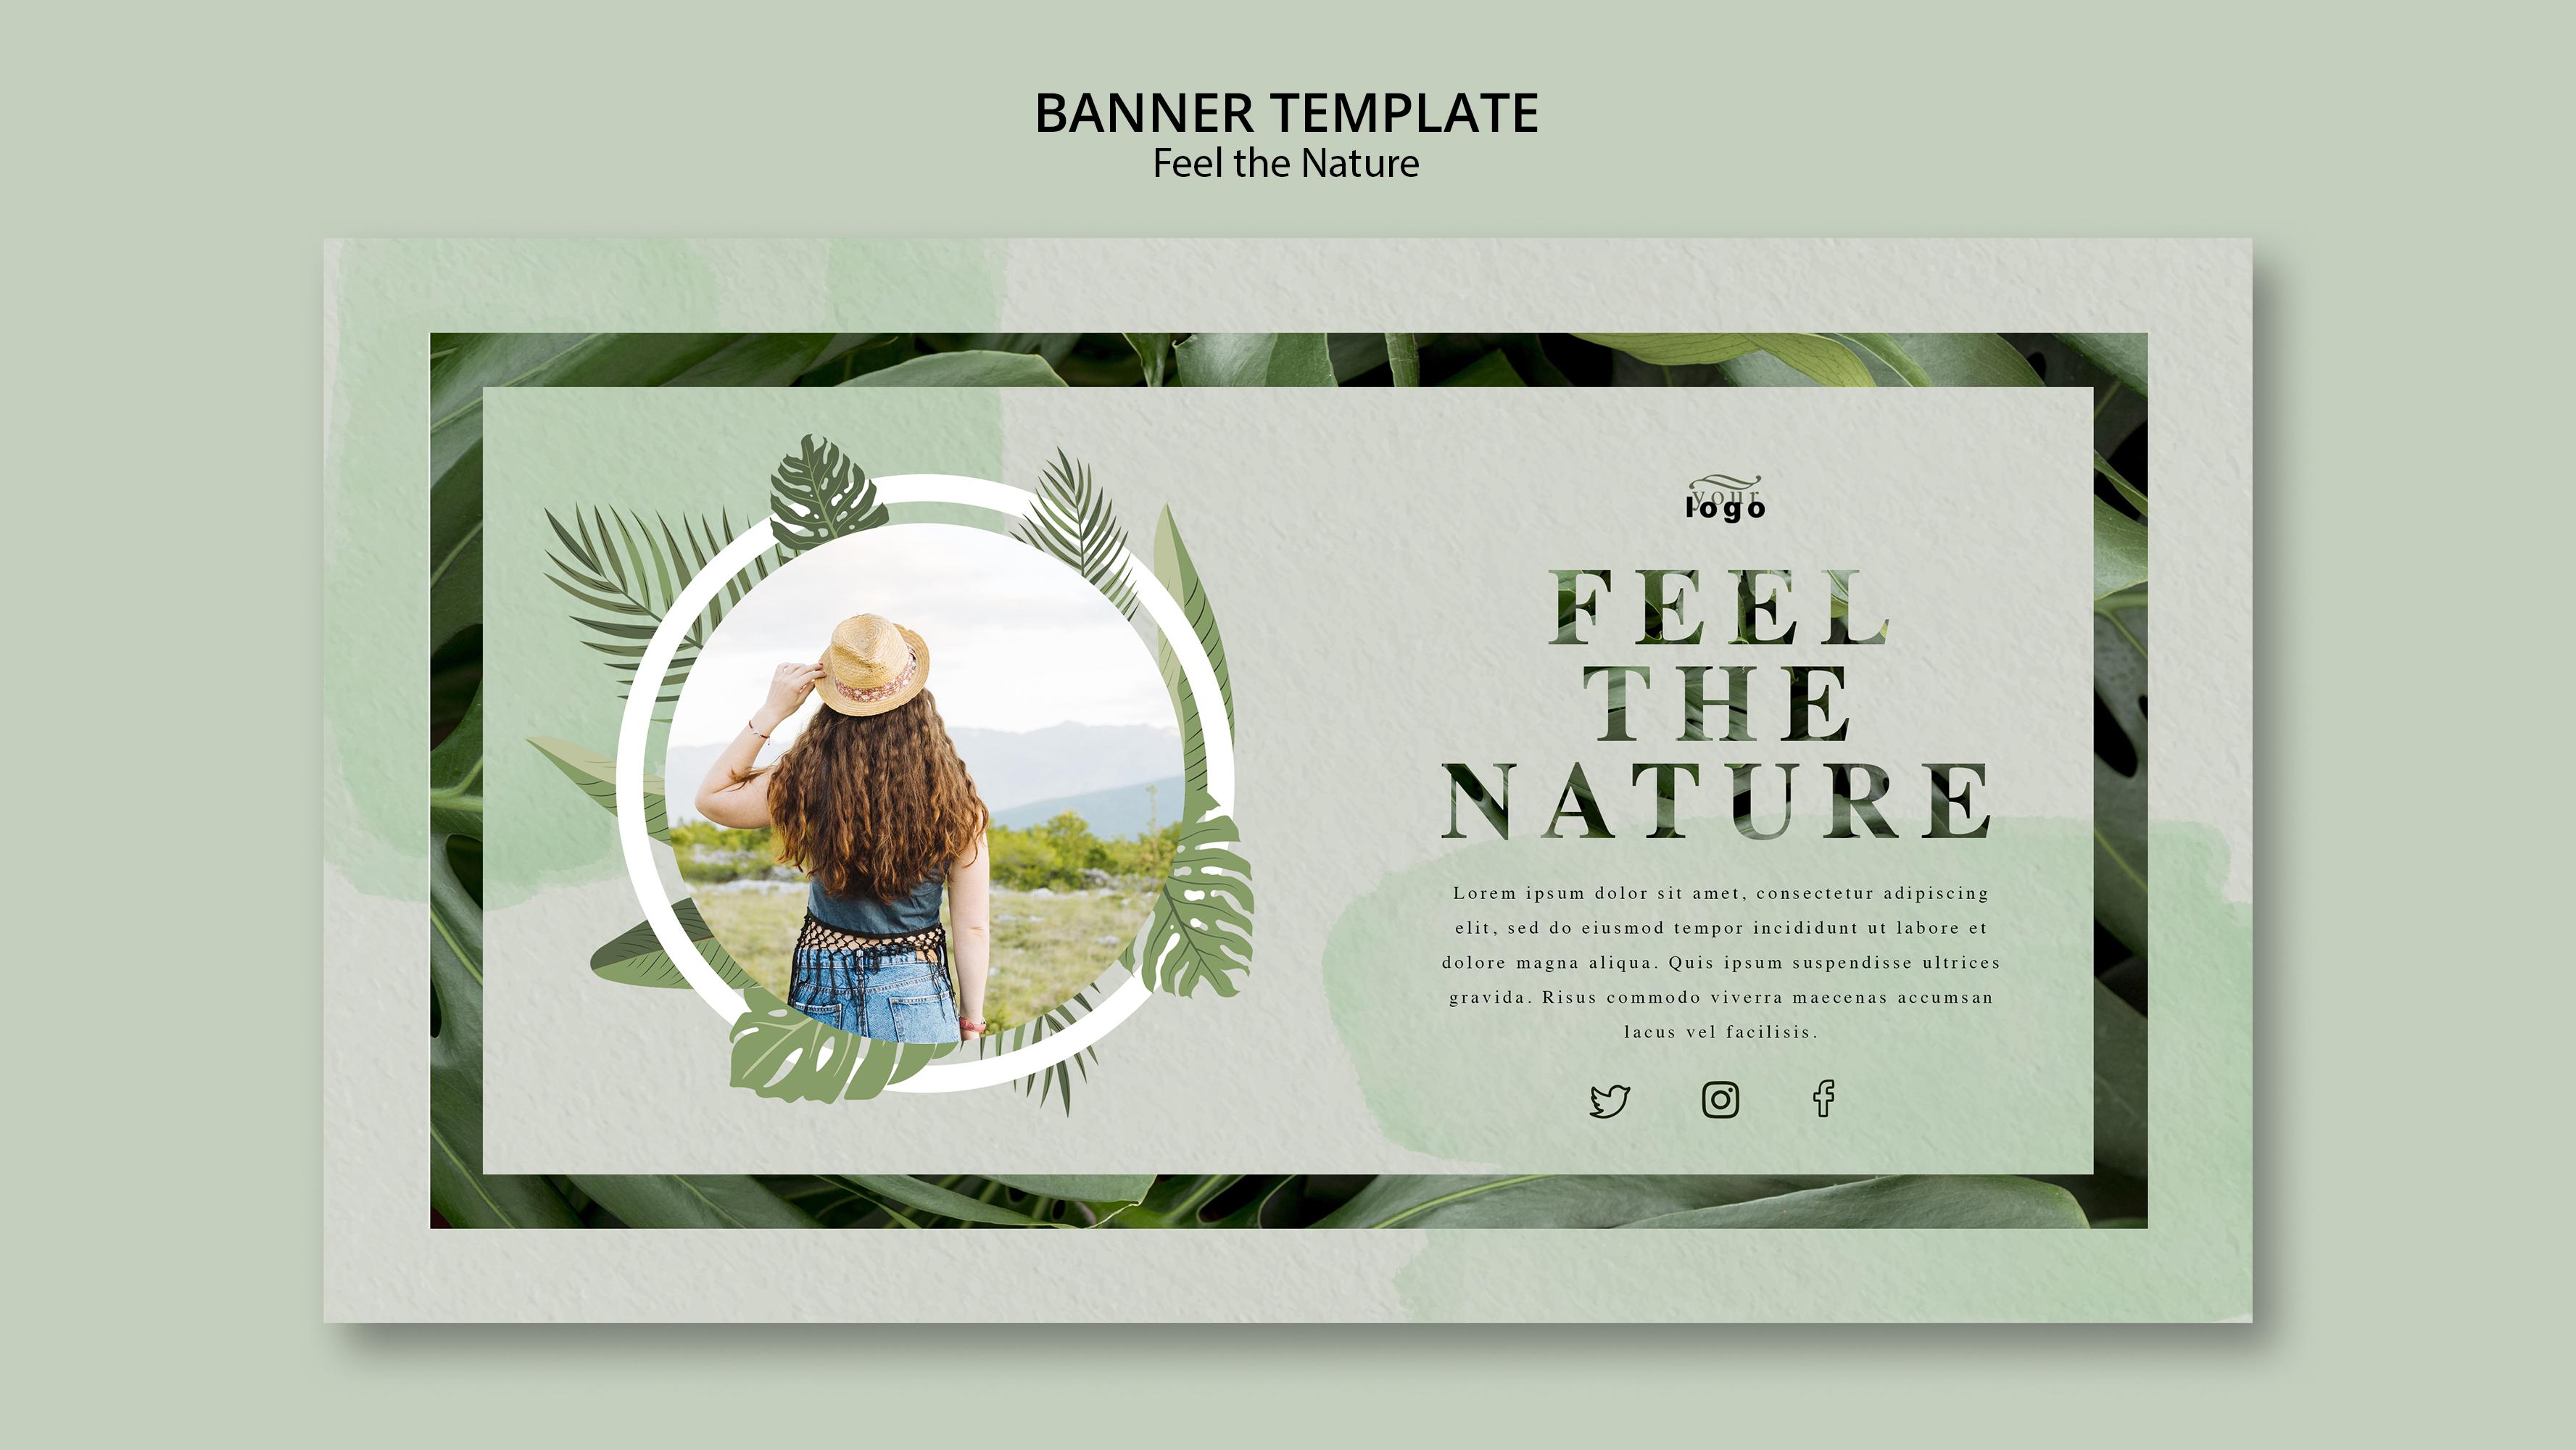 BANNER TEMPLATE
Feel the Nature
your
logo
FEEL
THE
NATURE
Lorem ipsum dolor sit amet, consectetur adipiscing
elit, sed do eiusmod tempor incididunt ut labore et
dolore magna aliqua. Quis ipsum suspendisse ultrices
gravida. Risus commodo viverra maecenas accumsan
lacus vel facilisis.